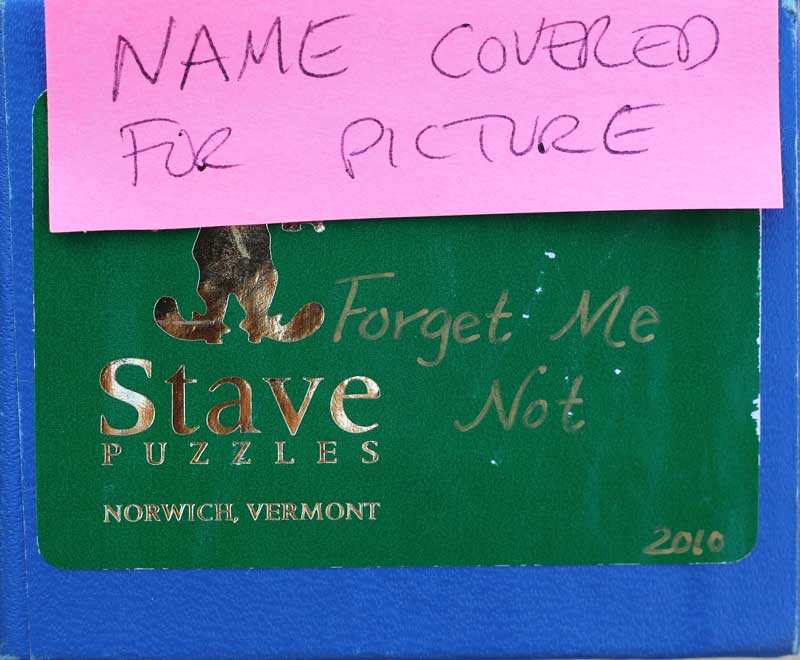 NAME COVERED
FOR PICTURE
Forget Me
Not
Stave
PUZZLES
NORWICH, VERMONT
2010